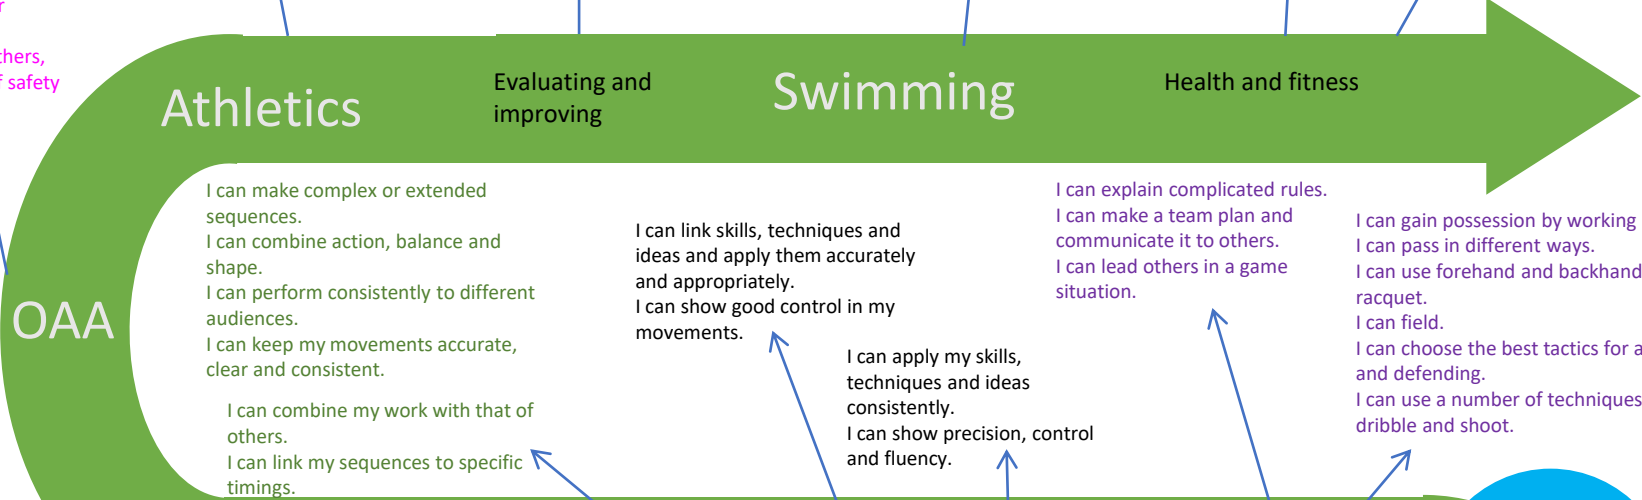 r
thers,
f safety
Athletics
Evaluating and
improving
Swimming
Health and fitness
OAA
I can make complex or extended
sequences.
I can combine action, balance and
shape.
I can perform consistently to different
audiences.
I can keep my movements accurate,
clear and consistent.
I can combine my work with that of
others.
I can link my sequences to specific
timings.
I can link skills, techniques and
ideas and apply them accurately
and appropriately.
I can show good control in my
movements.
I can apply my skills,
techniques and ideas
consistently.
I can show precision, control
and fluency.
I can explain complicated rules.
I can make a team plan and
communicate it to others.
I can lead others in a game
situation.
I can gain possession by working
I can pass in different ways.
I can use forehand and backhand
racquet.
I can field.
I can choose the best tactics for a
and defending.
I can use a number of techniques
dribble and shoot.